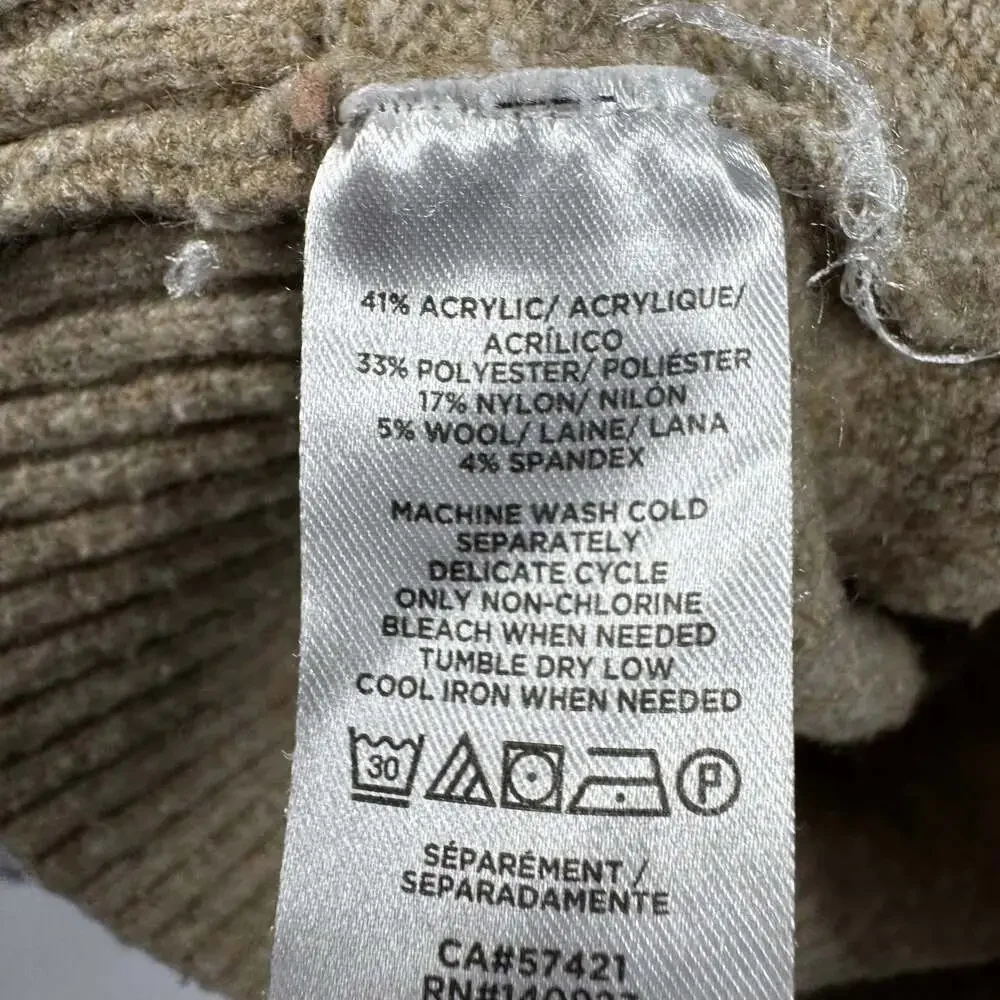 41% ACRYLIC/ ACRYLIQUE/
ACRÍLICO
33% POLYESTER/ POLIÉSTER
17% NYLON/ NILÓN
5% WOOL/ LAINE/ LANA
4% SPANDEX
MACHINE WASH COLD
SEPARATELY
DELICATE CYCLE
ONLY NON-CHLORINE
BLEACH WHEN NEEDED
TUMBLE DRY LOW
COOL IRON WHEN NEEDED
30 P
SÉPARÉMENT /
SEPARADAMENTE
CA#57421